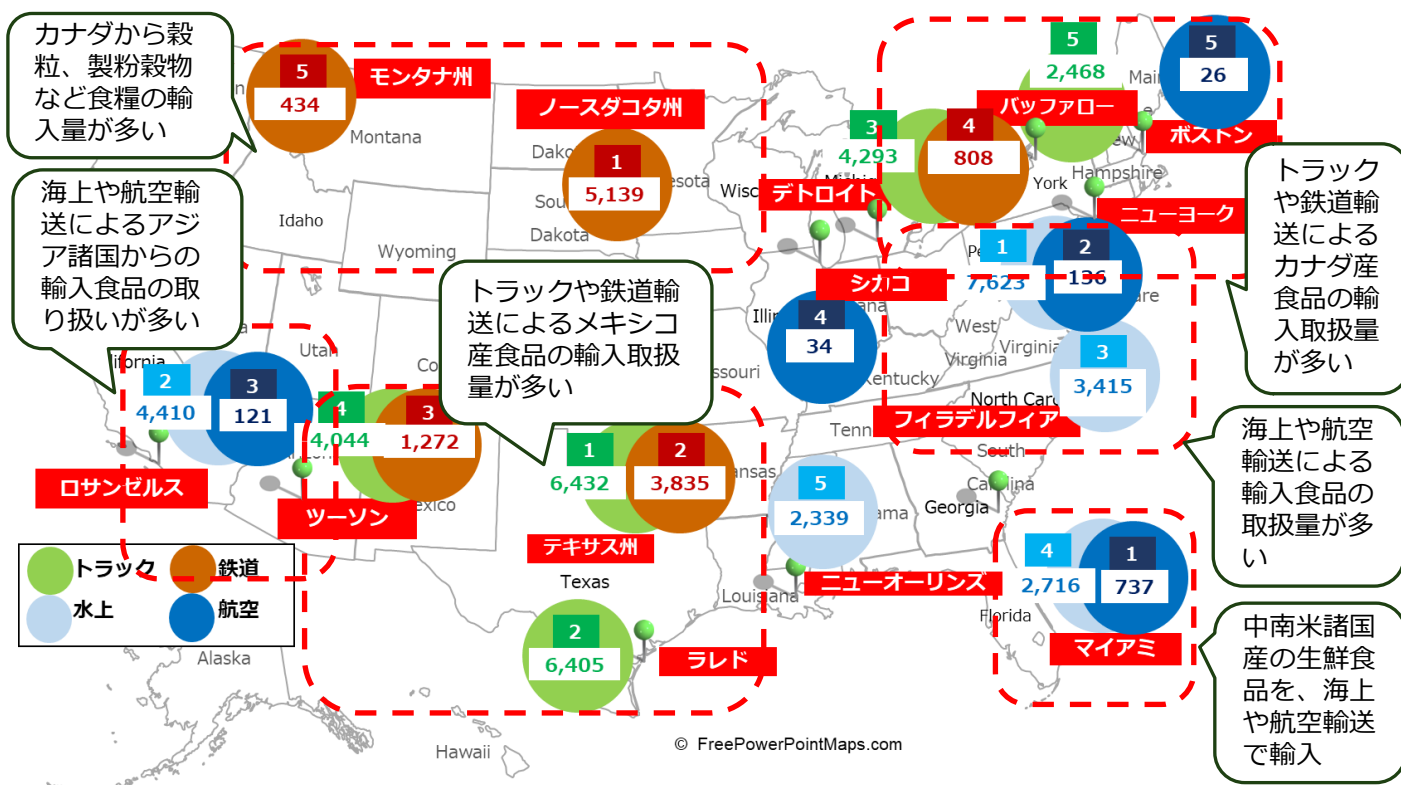 カナダから穀
粒、製粉穀物
など食糧の輸
入量が多い
5
434
モンタナ州
Montana
ノースダコタ州
1
5,139
5
2,468
バッファロー
5
26
ボストン
3
4,293
4
808
デトロイト
トラック
や鉄道輸
送による
カナダ産
食品の輸
入取扱量
が多い
海上や航空輸
送によるアジ
ア諸国からの
輸入食品の取
り扱いが多い
Idaho
Wyoming
South
Dakota
York
Hampshire
ニューヨーク
1
7,623
2
136
シカゴ
4
34
トラックや鉄道輸
送によるメキシコ
産食品の輸入取扱
量が多い
West
Virginia
Virginia
3
3,415
Utah
2
4,410
3
121
ロサンゼルス
4
4,044
3
1,272
ツーソン
1
6,432
2
3,835
テキサス州
Texas
Kentucky
North Carolina
フィラデルフィア
South
Carolina
Georgia
海上や航空
輸送による
輸入食品の
取扱量が多
い
5
2,339
ニューオーリンズ
Louisiana
4
2,716
1
737
Florida
マイアミ
トラック
鉄道
水上
航空
Alaska
2
6,405
ラレド
中南米諸国
産の生鮮食
品を、海上
や航空輸送
で輸入
Hawaii
© FreePowerPointMaps.com